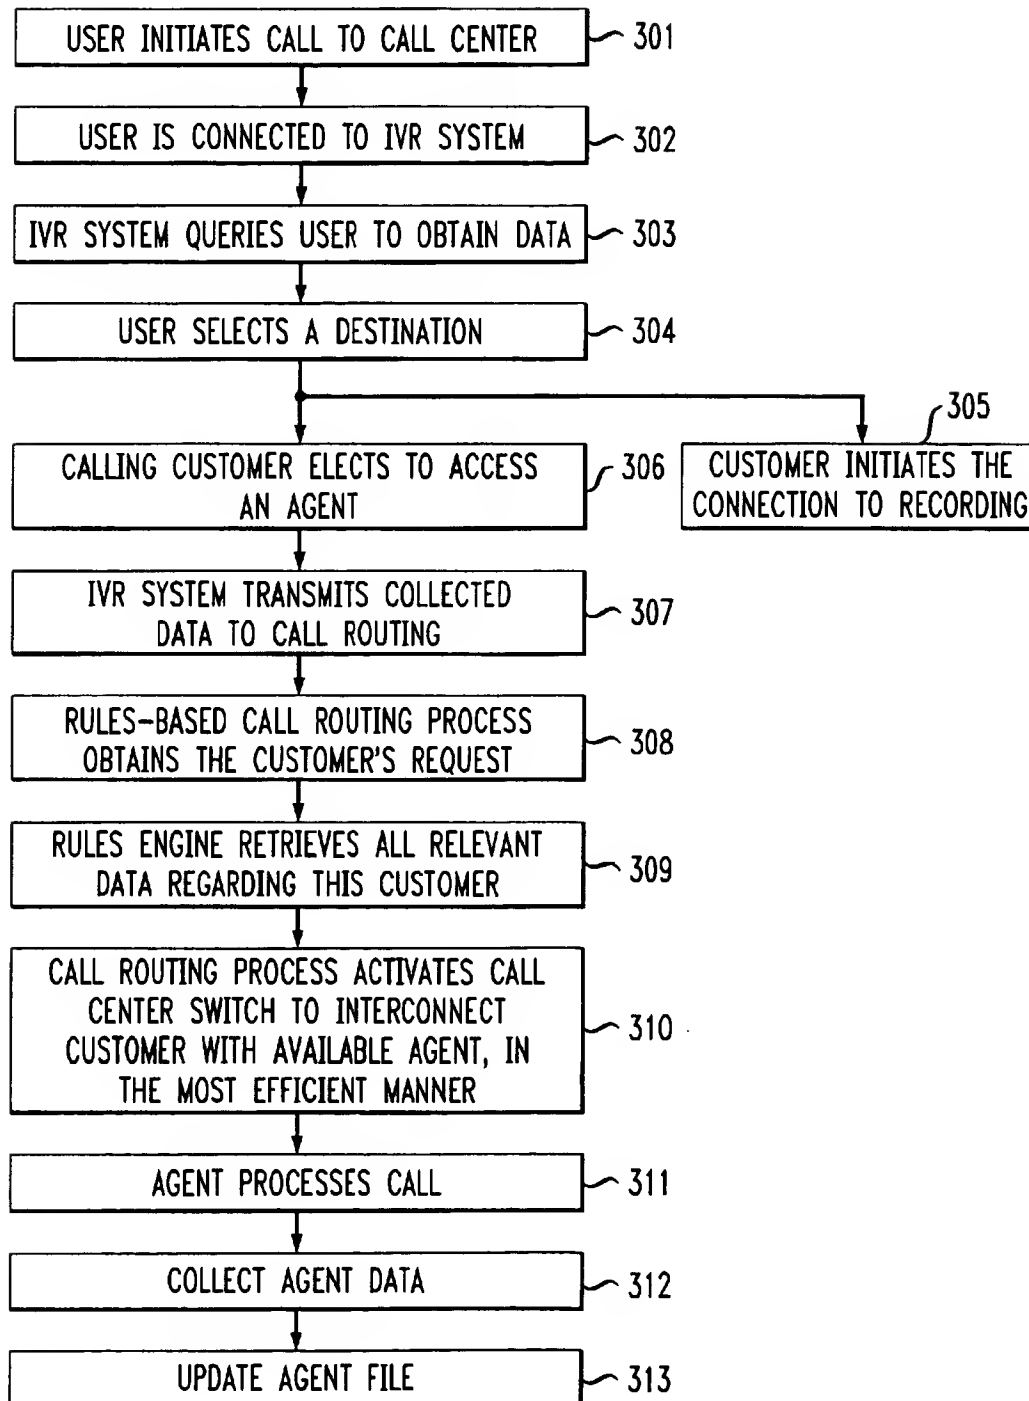 USER INITIATES CALL TO CALL CENTER
301
USER IS CONNECTED TO IVR SYSTEM
302
IVR SYSTEM QUERIES USER TO OBTAIN DATA
303
USER SELECTS A DESTINATION
304
305
CUSTOMER INITIATES THE
CONNECTION TO RECORDING
CALLING CUSTOMER ELECTS TO ACCESS
AN AGENT
306
IVR SYSTEM TRANSMITS COLLECTED
DATA TO CALL ROUTING
307
RULES-BASED CALL ROUTING PROCESS
OBTAINS THE CUSTOMER'S REQUEST
308
RULES ENGINE RETRIEVES ALL RELEVANT
DATA REGARDING THIS CUSTOMER
309
CALL ROUTING PROCESS ACTIVATES CALL
CENTER SWITCH TO INTERCONNECT
CUSTOMER WITH AVAILABLE AGENT, IN
THE MOST EFFICIENT MANNER
310
AGENT PROCESSES CALL
311
COLLECT AGENT DATA
312
UPDATE AGENT FILE
313